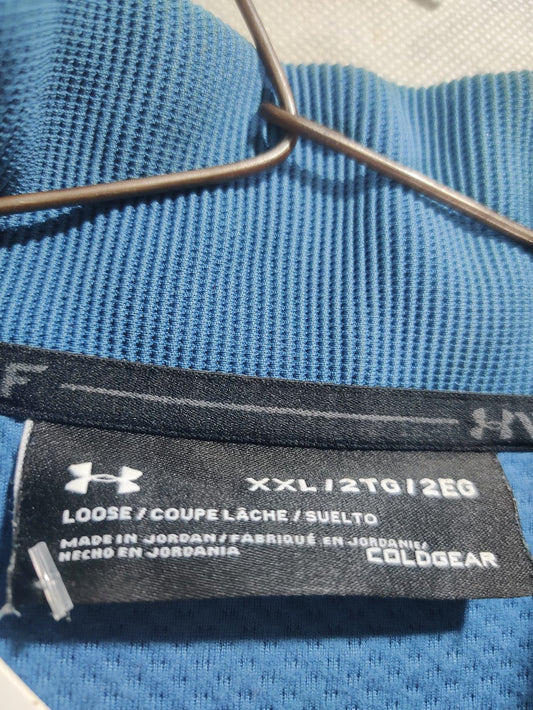 F
XXL/2TG/2EG
LOOSE/COUPE LÂCHE/SUELTO
MADE IN JORDAN/FABRIQUÉ EN JORDANIE/
HECHO EN JORDANIA
COLDGEAR